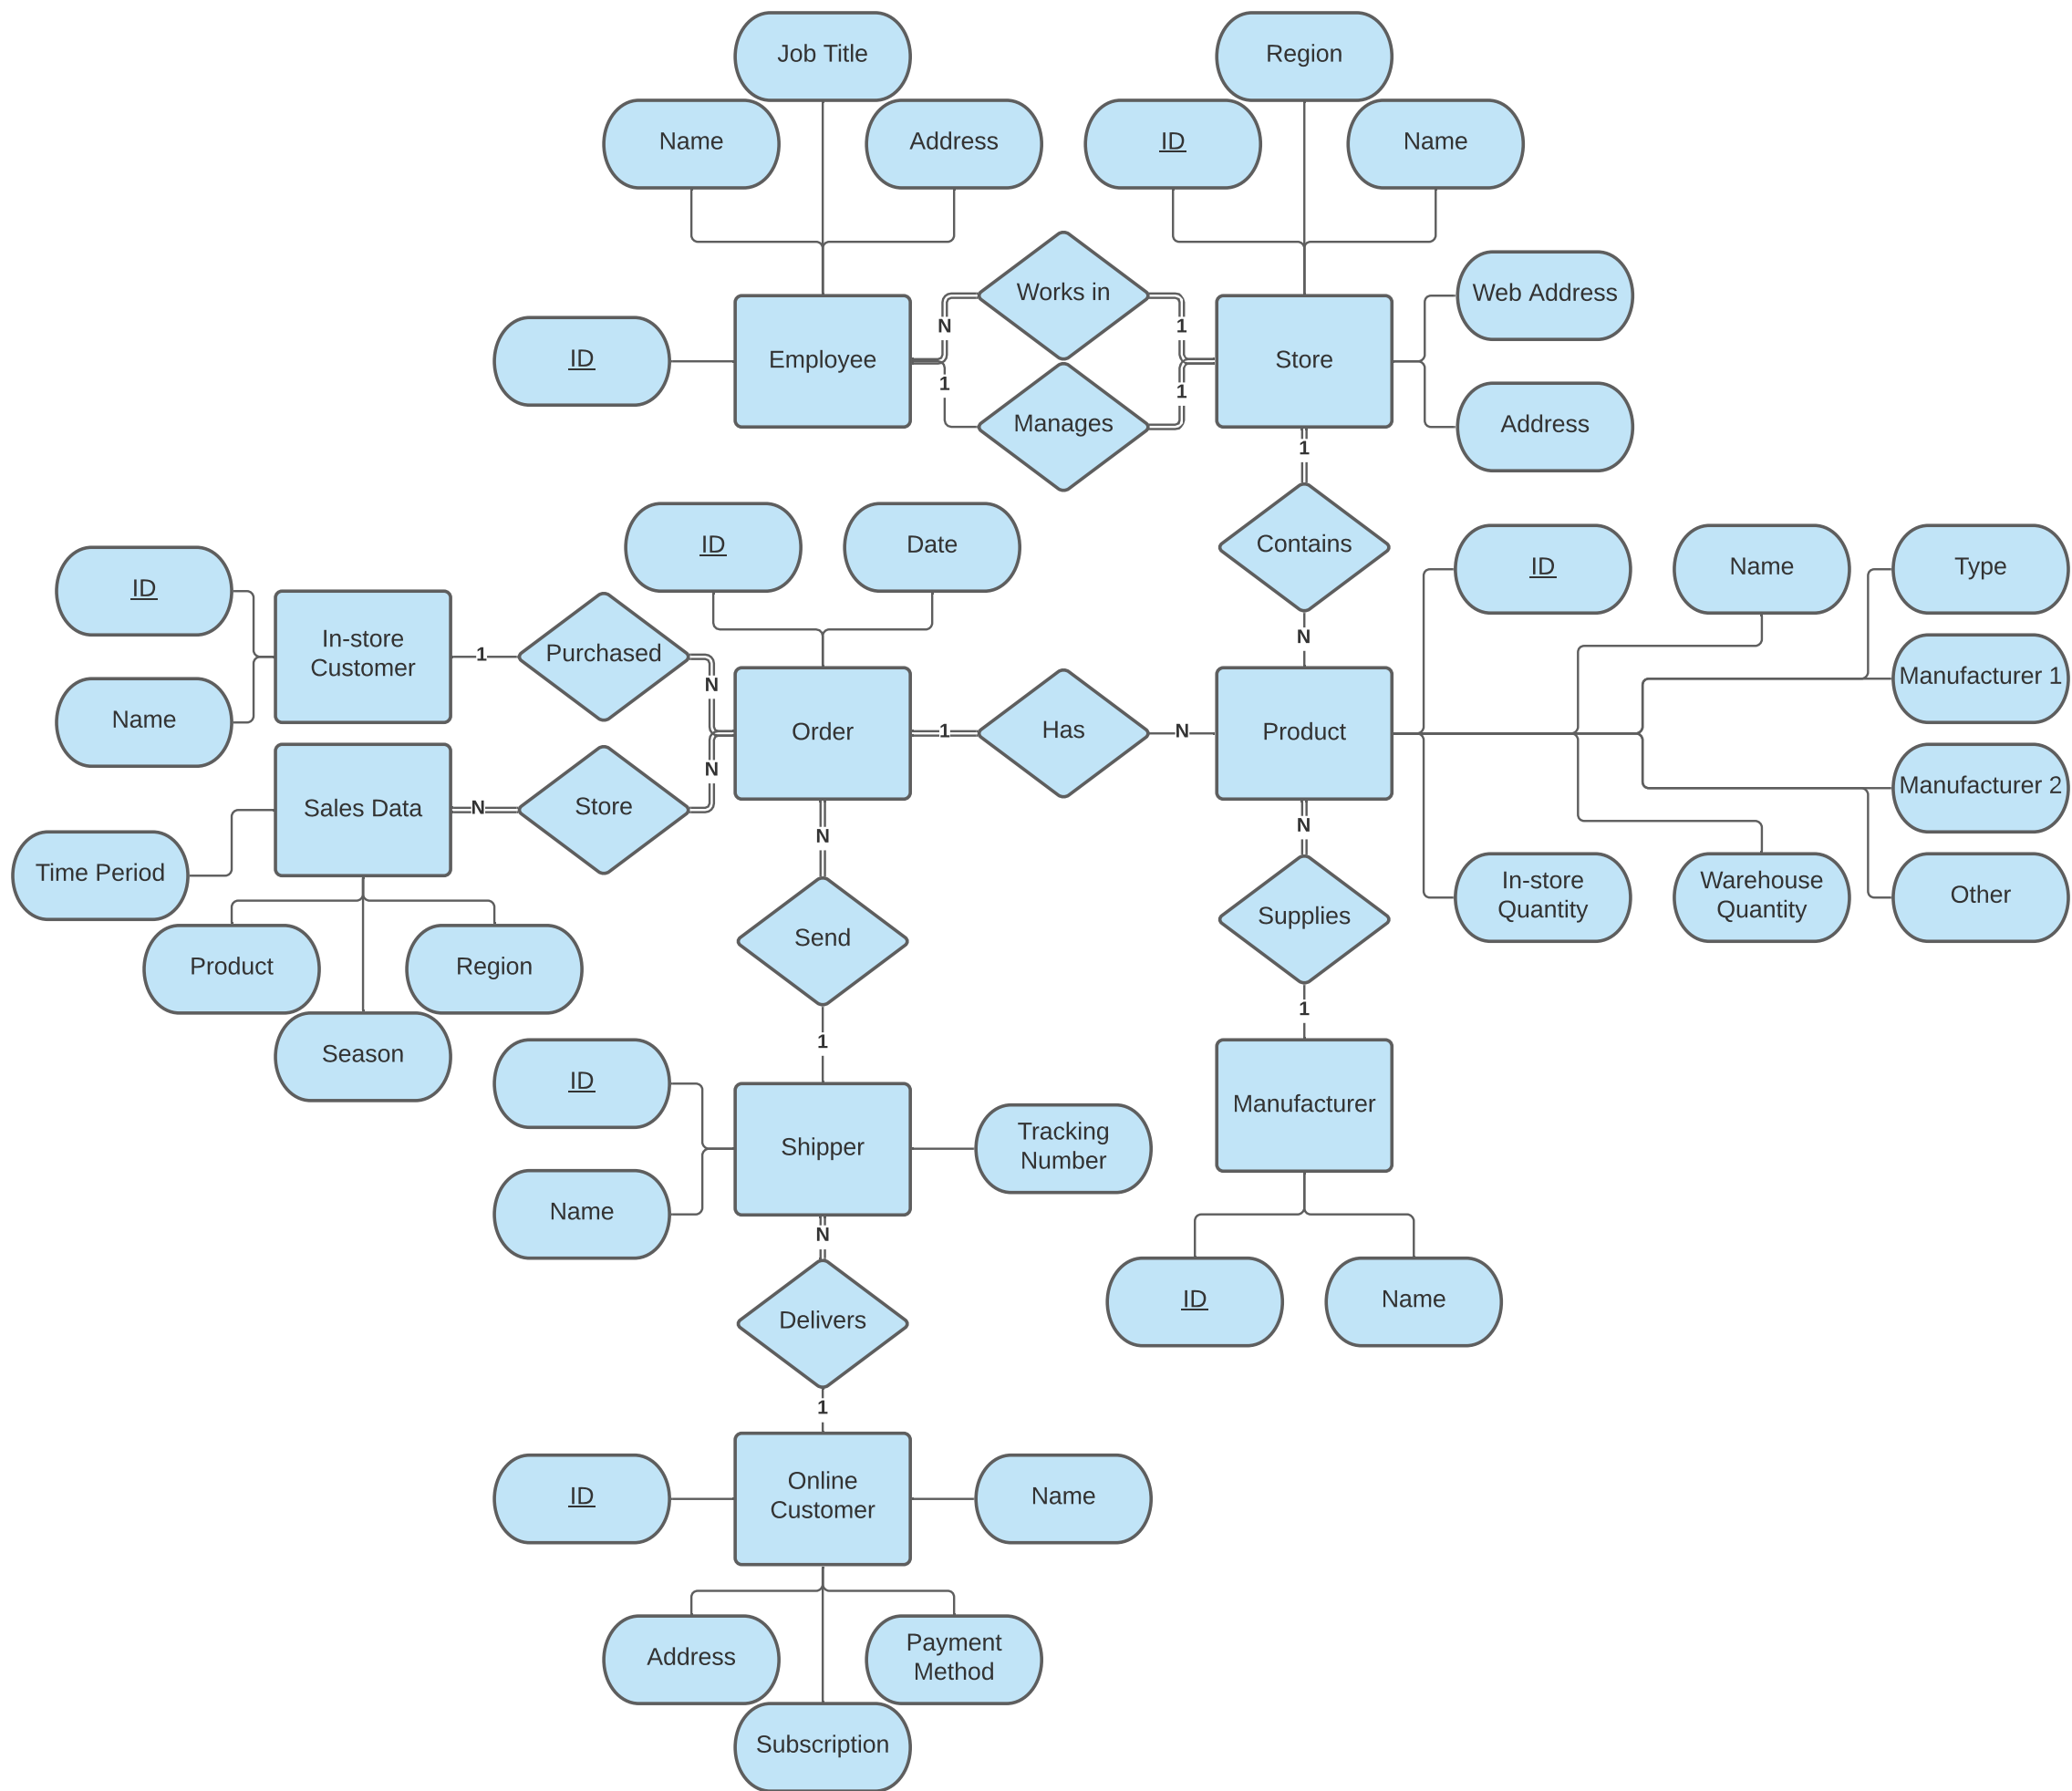 Job Title
Region
Name
Address
ID
Name
Works in
Web Address
N
1
ID
Employee
Store
1
1
Manages
Address
1
ID
Date
Contains
ID
Name
Type
ID
In-store
Customer
1
Purchased
N
N
Manufacturer 1
Name
Order
1
Has
N
Product
N
Manufacturer 2
Sales Data
N
Store
N
N
Time Period
Send
Supplies
In-store
Quantity
Warehouse
Quantity
Other
Product
Region
1
Season
1
ID
Shipper
Tracking
Number
Manufacturer
Name
N
ID
Name
Delivers
1
ID
Online
Customer
Name
Address
Payment
Method
Subscription